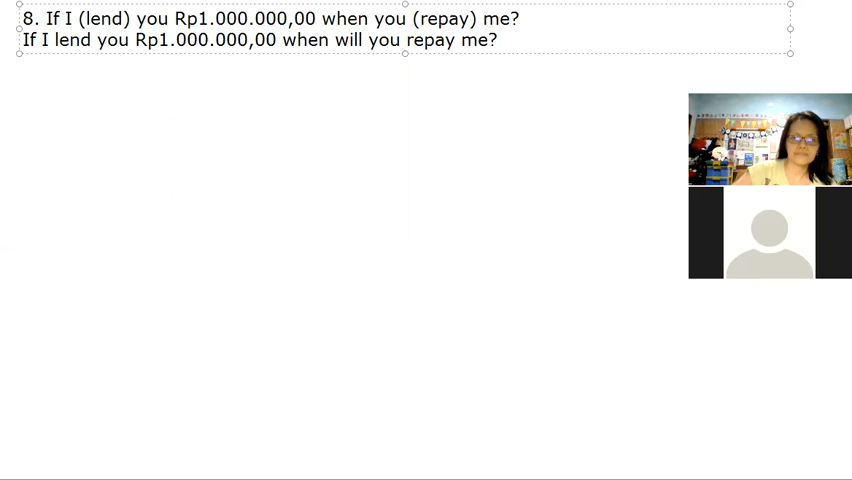 8. If I (lend) you Rp1.000.000,00 when you (repay) me?
If I lend you Rp1.000.000,00 when will you repay me?